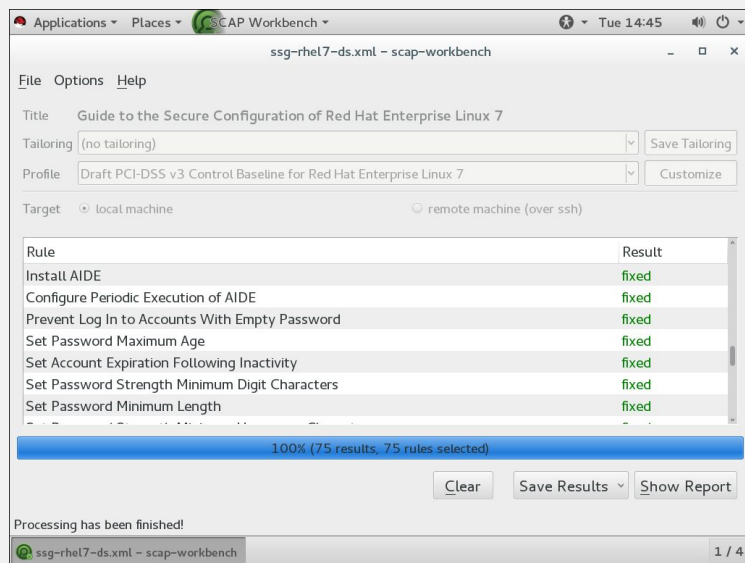 Applications Places SCAP Workbench Tue 14:45
ssg-rhel7-ds.xml – scap-workbench
File Options Help
Title Guide to the Secure Configuration of Red Hat Enterprise Linux 7
Tailoring (no tailoring) Save Tailoring
Profile Draft PCI-DSS v3 Control Baseline for Red Hat Enterprise Linux 7 Customize
Target local machine remote machine (over ssh)
Rule Result
Install AIDE fixed
Configure Periodic Execution of AIDE fixed
Prevent Log In to Accounts With Empty Password fixed
Set Password Maximum Age fixed
Set Account Expiration Following Inactivity fixed
Set Password Strength Minimum Digit Characters fixed
Set Password Minimum Length fixed
100% (75 results, 75 rules selected)
Clear Save Results Show Report
Processing has been finished!
ssg-rhel7-ds.xml – scap-workbench 1 / 4